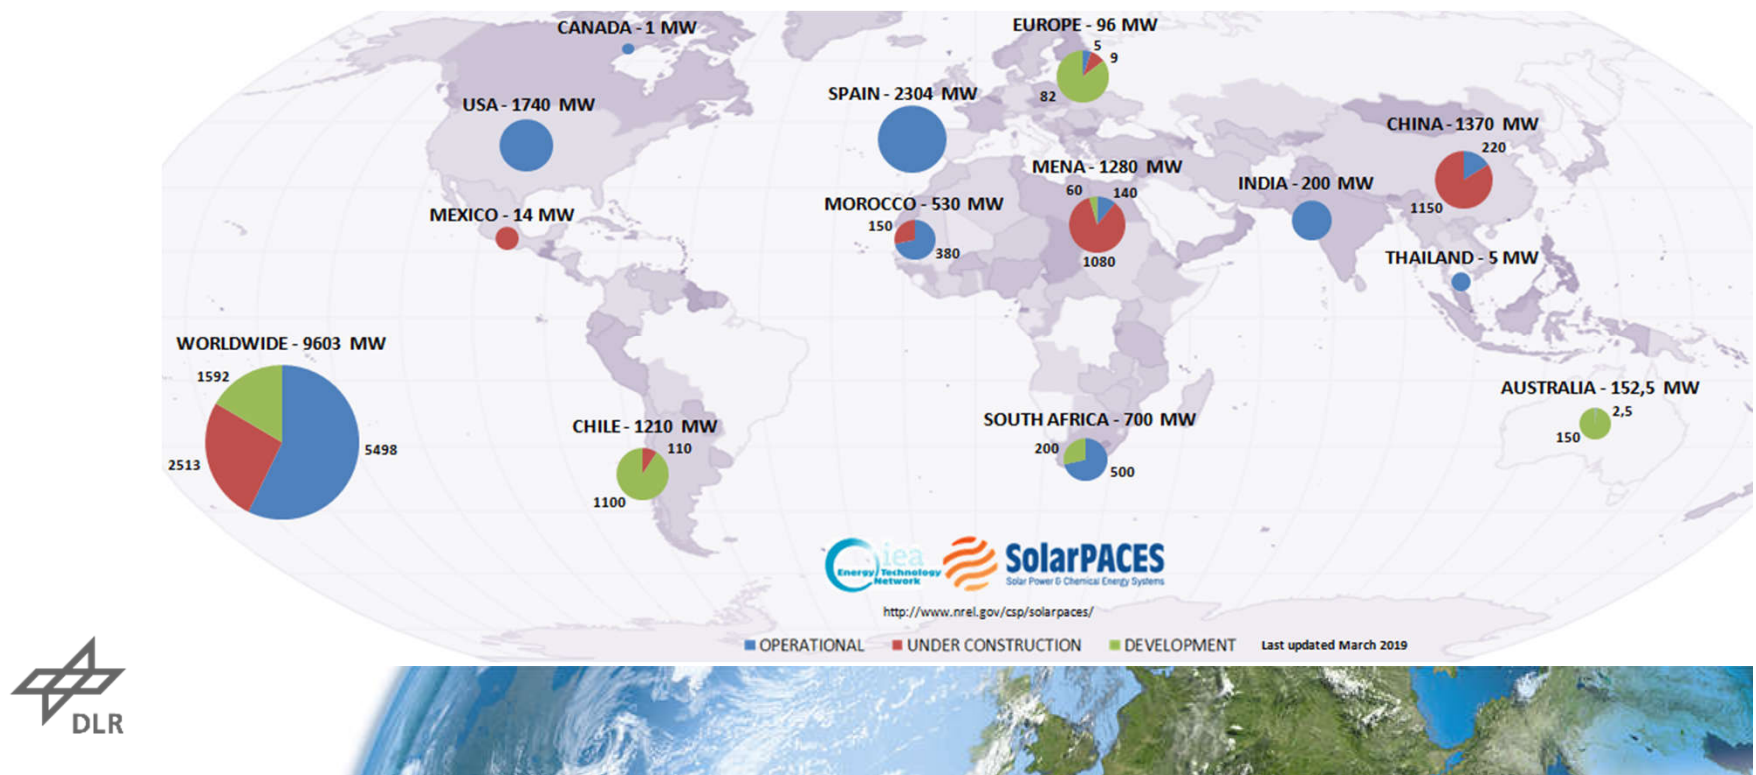 CANADA - 1 MW
EUROPE - 96 MW
5
9
82
USA - 1740 MW
SPAIN - 2304 MW
CHINA - 1370 MW
220
1150
MENA - 1280 MW
60
140
1080
INDIA - 200 MW
MEXICO - 14 MW
MOROCCO - 530 MW
150
380
THAILAND - 5 MW
WORLDWIDE - 9603 MW
1592
5498
2513
CHILE - 1210 MW
110
1100
SOUTH AFRICA - 700 MW
200
500
AUSTRALIA - 152,5 MW
2,5
150
iea
Energy Technology
Network
SolarPACES
Solar Power & Chemical Energy Systems
http://www.nrel.gov/csp/solarpaces/
OPERATIONAL UNDER CONSTRUCTION DEVELOPMENT Last updated March 2019
DLR